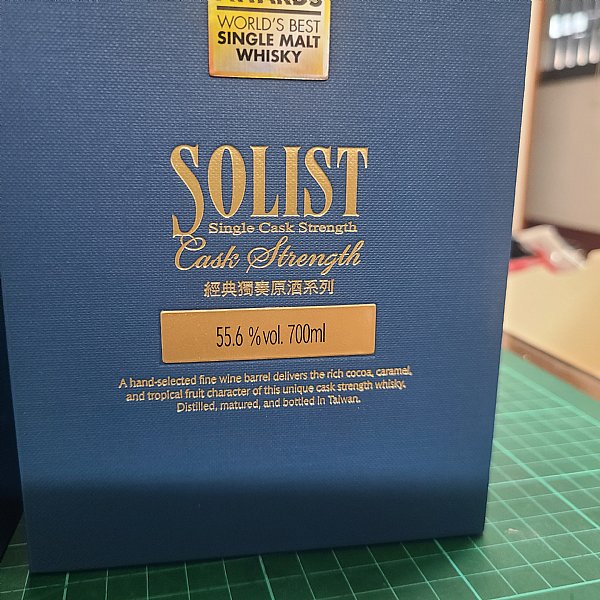 AWARDS
WORLD'S BEST
SINGLE MALT
WHISKY
SOLIST
Single Cask Strength
Cask Strength
經典獨奏原酒系列
55.6 %vol. 700ml
A hand-selected fine wine barrel delivers the rich cocoa, caramel,
and tropical fruit character of this unique cask strength whisky.
Distilled, matured, and bottled in Taiwan.